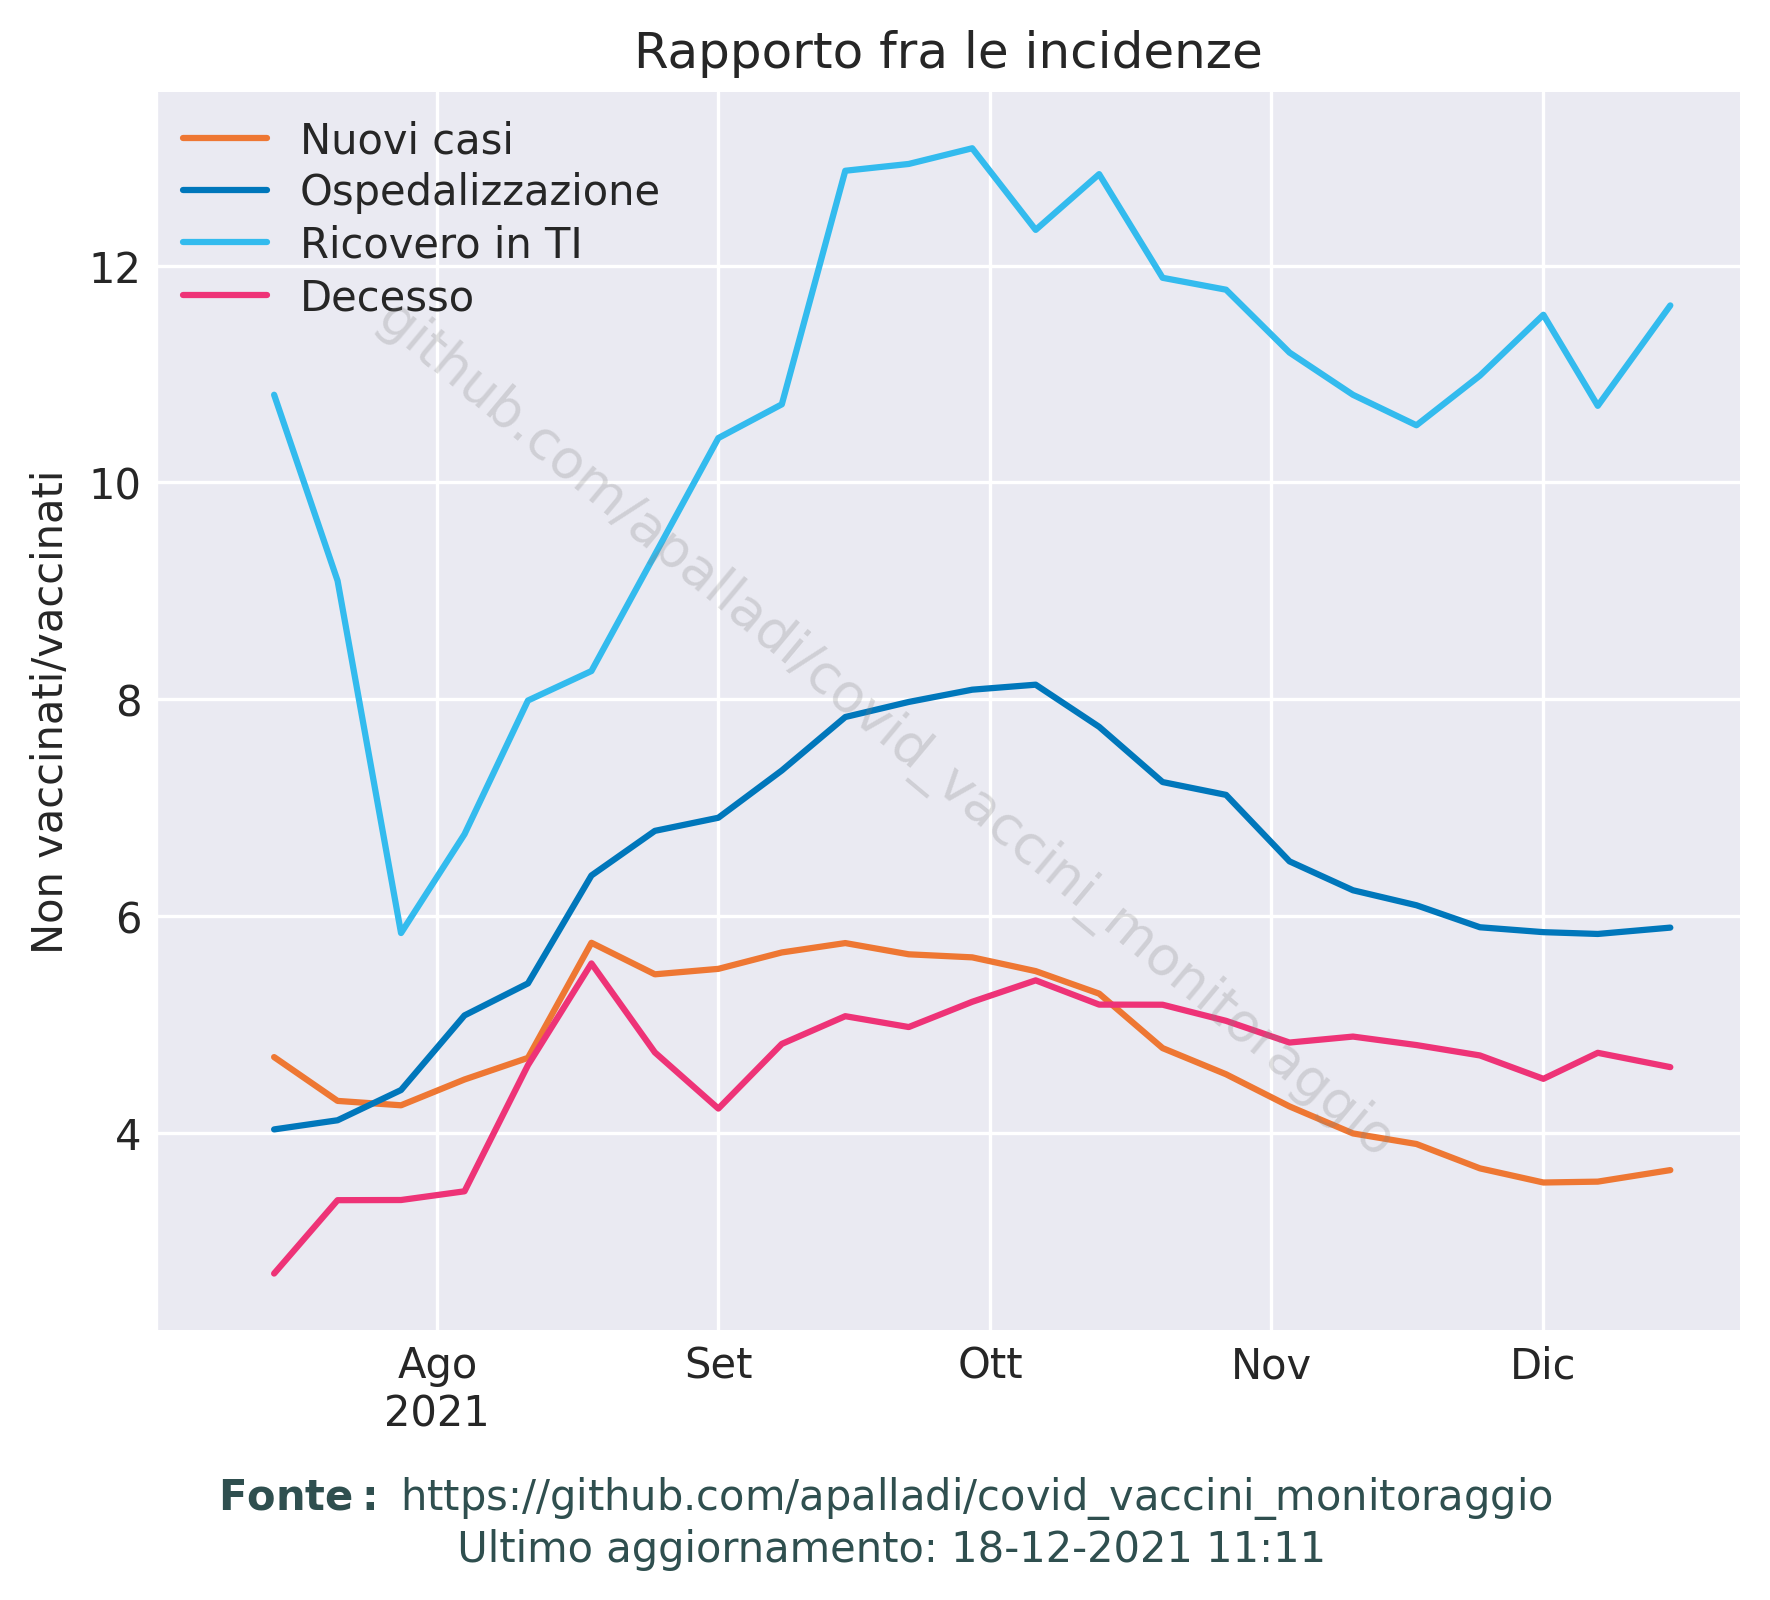 Rapporto fra le incidenze
Nuovi casi
Ospedalizzazione
Ricovero in TI
Decesso
Non vaccinati/vaccinati
12
10
8
6
4
github.com/apalladi/covid_vaccini_monitoraggio
Ago
2021
Set
Ott
Nov
Dic
Fonte: https://github.com/apalladi/covid_vaccini_monitoraggio
Ultimo aggiornamento: 18-12-2021 11:11